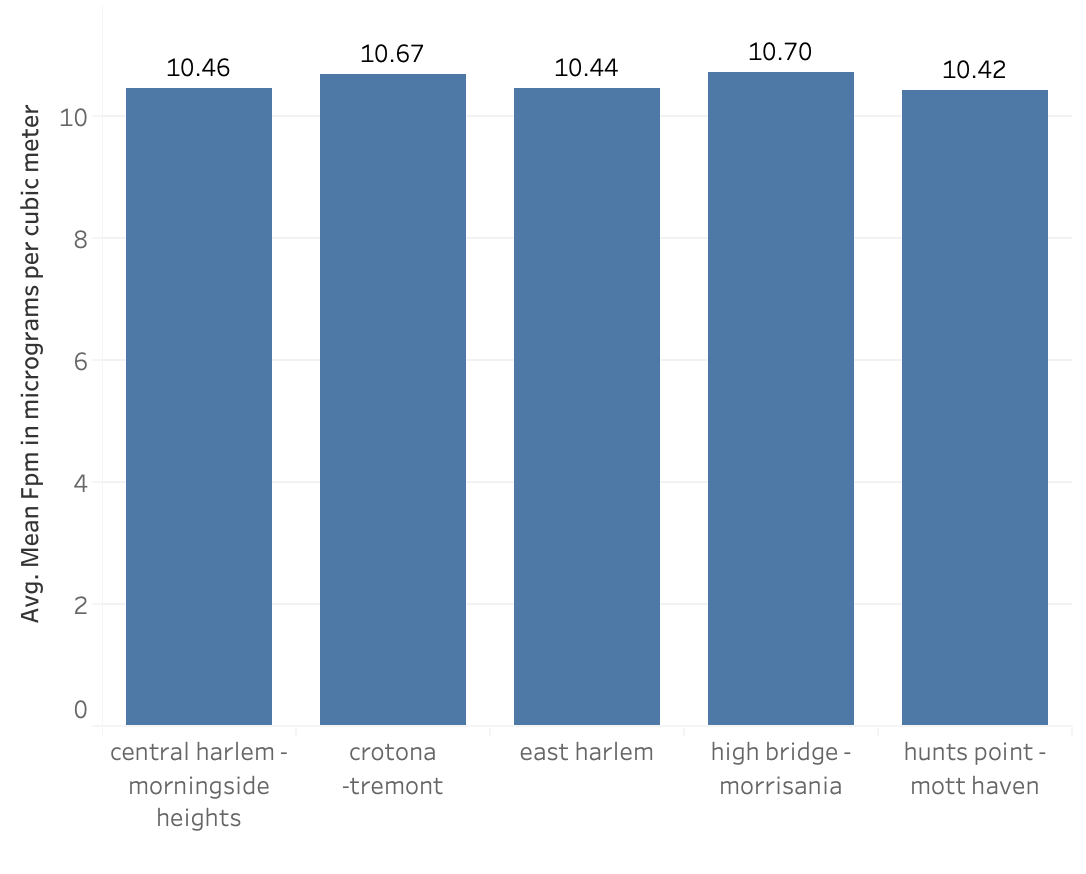 Avg. Mean Fpm in micrograms per cubic meter
10
8
6
4
2
0
10.46
10.67
10.44
10.70
10.42
central harlem -
morningside
heights
crotona
-tremont
east harlem
high bridge -
morrisania
hunts point -
mott haven